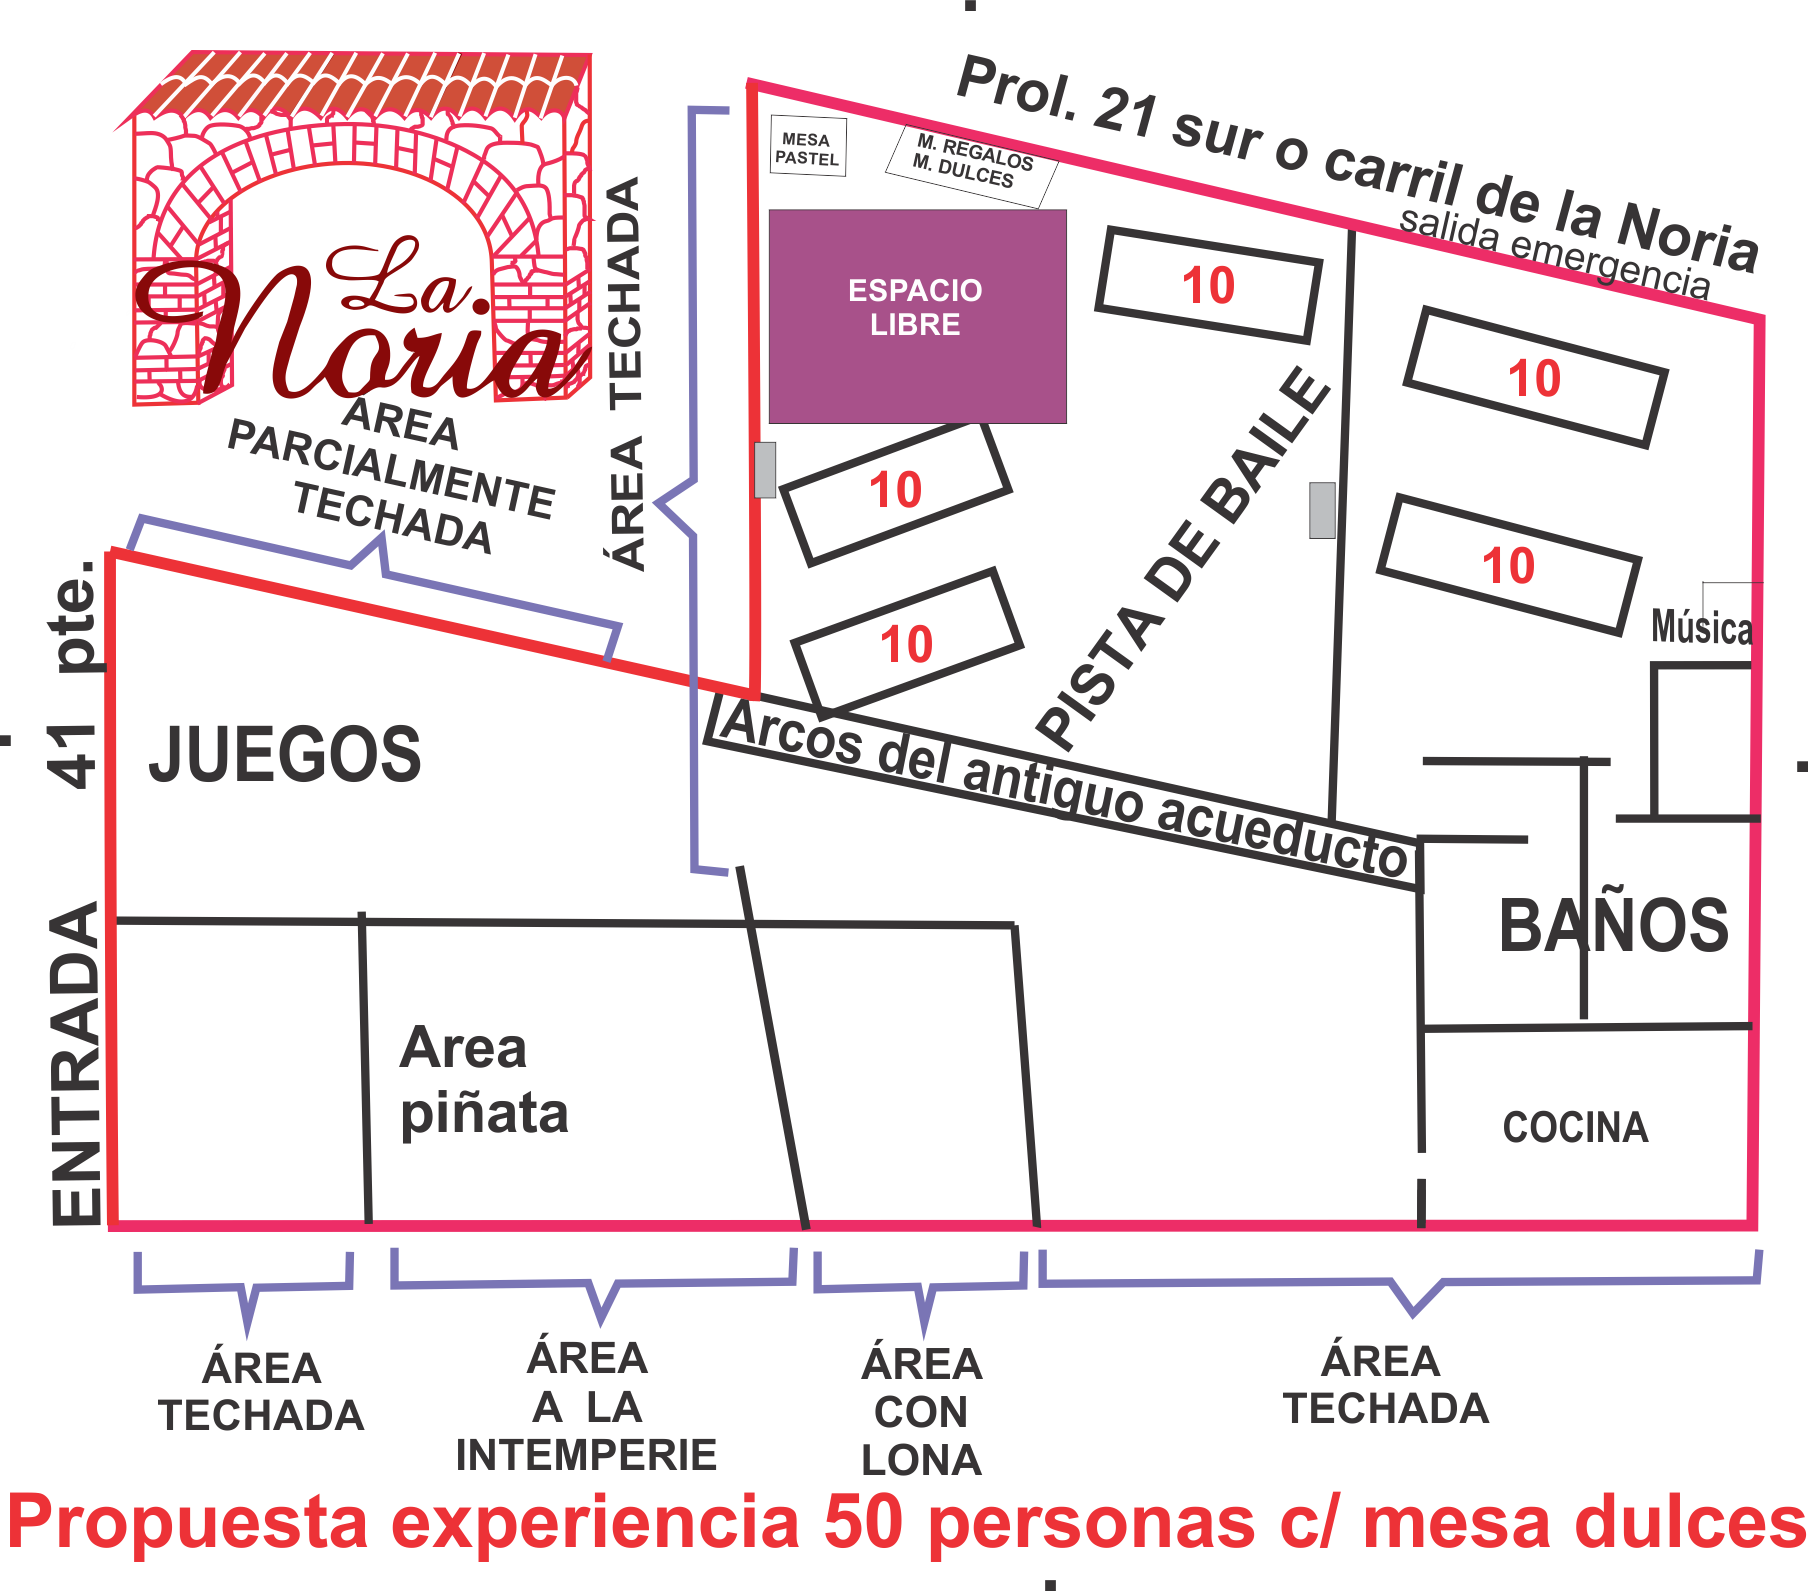 La
Noria
Prol. 21 sur o carril de la Noria
salida emergencia
MESA
PASTEL
M. REGALOS
M. DULCES
ESPACIO
LIBRE
10
10
10
10
10
ÁREA TECHADA
AREA
PARCIALMENTE
TECHADA
PISTA DE BAILE
Música
ENTRADA 41 pte.
JUEGOS
Arcos del antiguo acueducto
BAÑOS
Area
piñata
COCINA
ÁREA
TECHADA
ÁREA
A LA
INTEMPERIE
ÁREA
CON
LONA
ÁREA
TECHADA
Propuesta experiencia 50 personas c/ mesa dulces